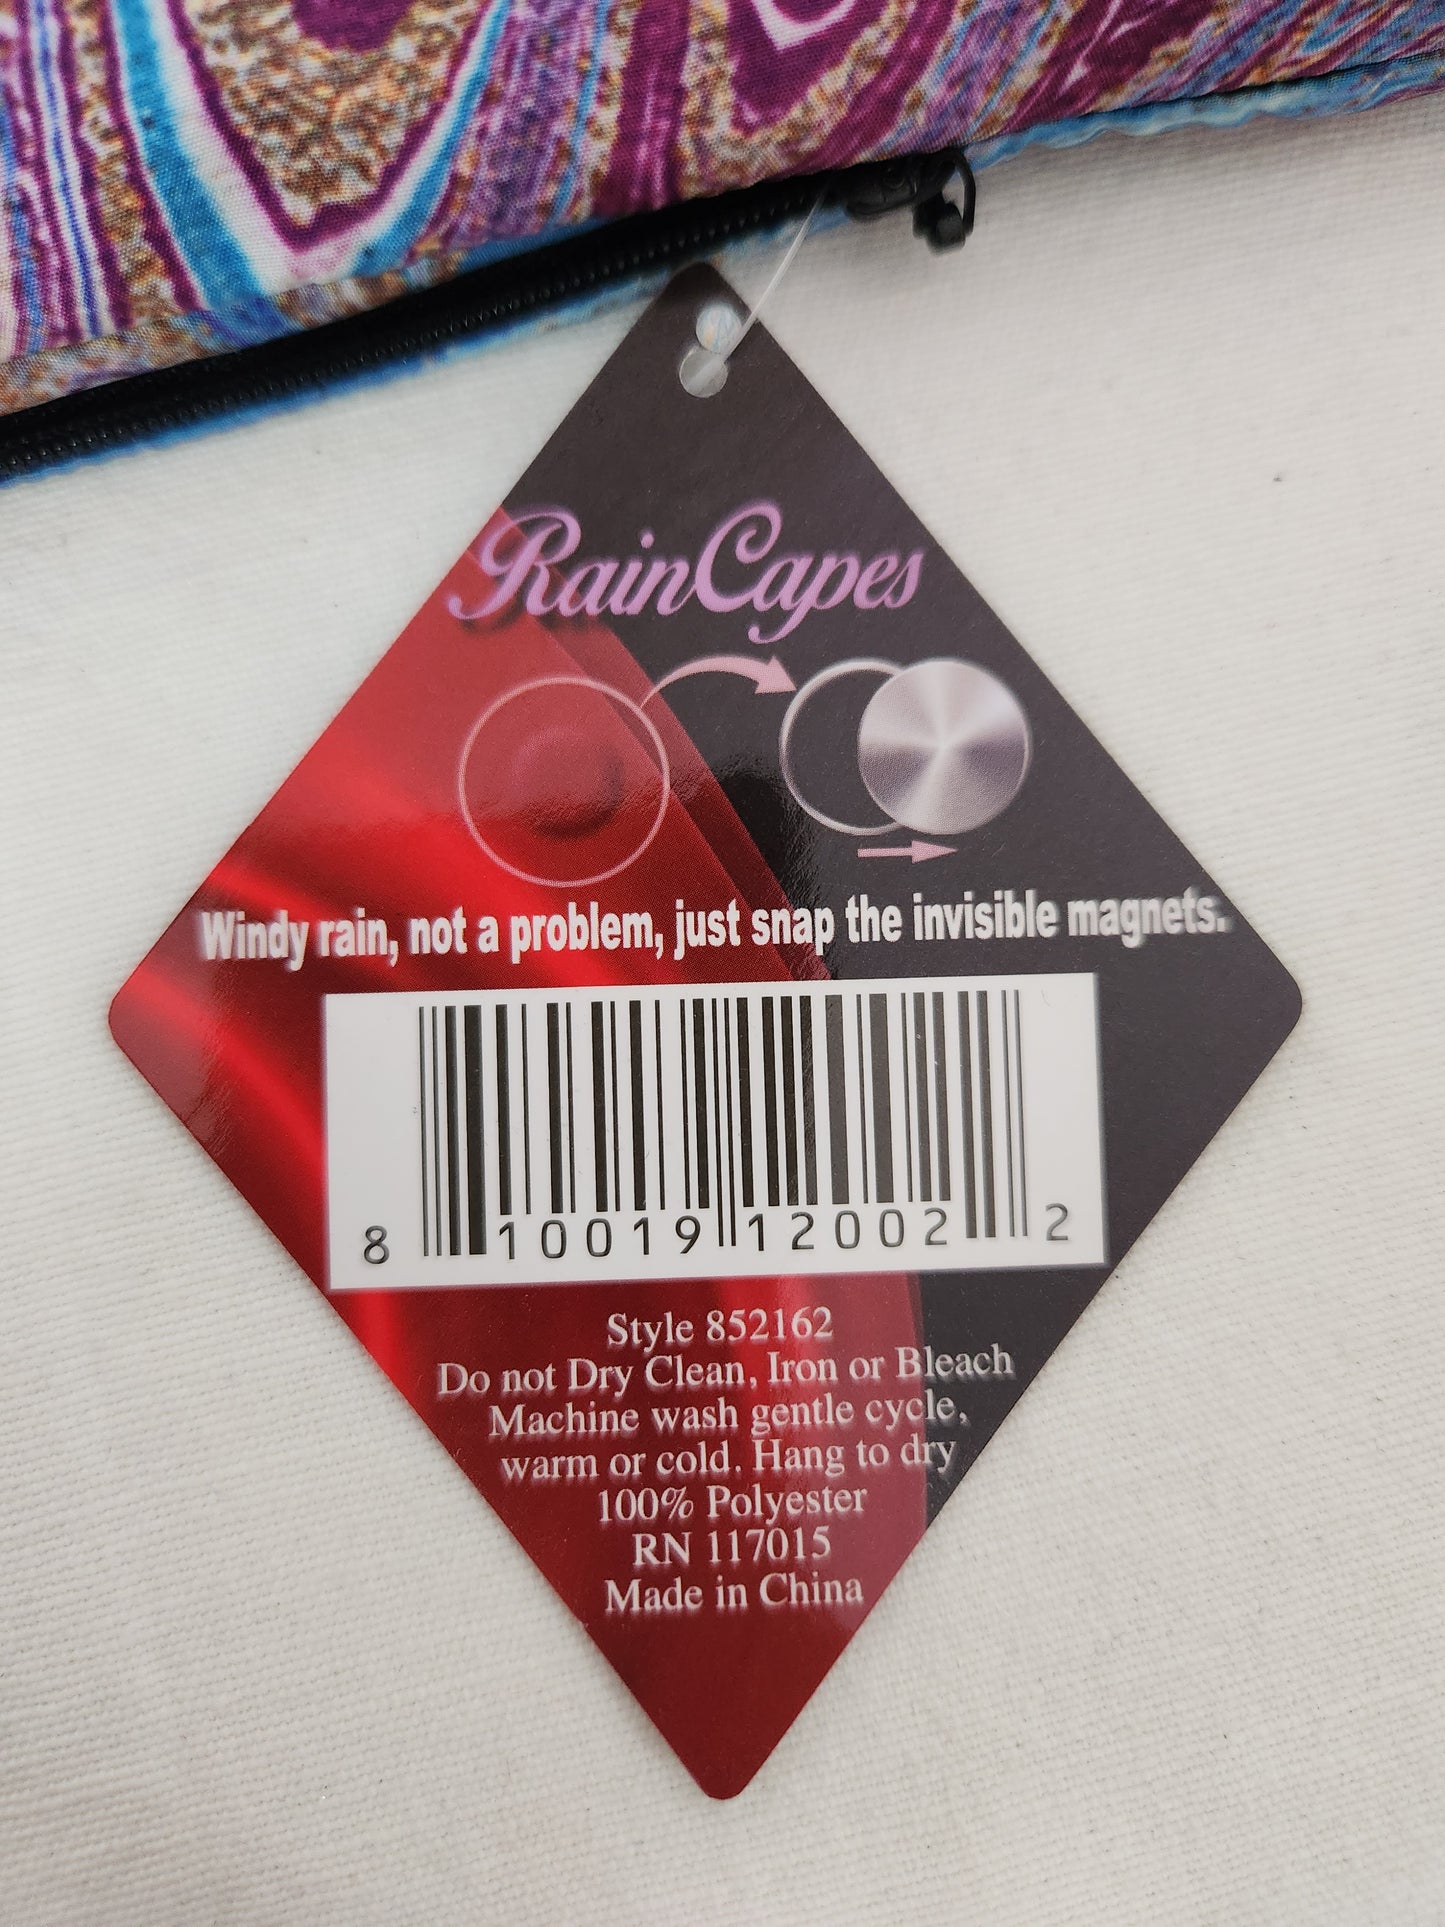 RainCapes
Windy rain, not a problem, just snap the invisible magnets.
8 10019 12002 2
Style 852162
Do not Dry Clean, Iron or Bleach
Machine wash gentle cycle,
warm or cold. Hang to dry
100% Polyester
RN 117015
Made in China